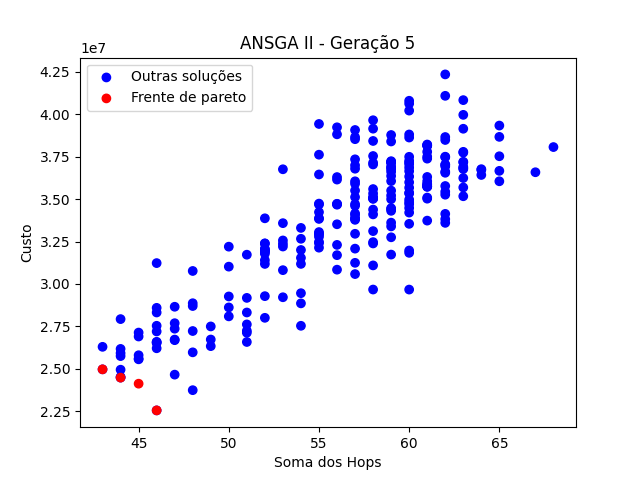 ANSGA II - Geração 5
1e7
Outras soluções
Frente de pareto
4.25
4.00
3.75
3.50
3.25
3.00
2.75
2.50
2.25
Custo
45
50
55
60
65
Soma dos Hops